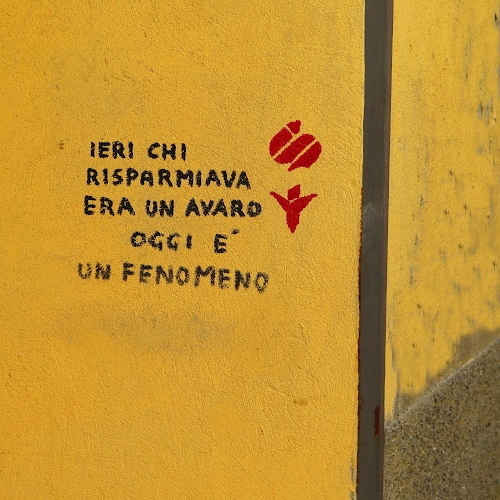 IERI CHI
RISPARMIAVA
ERA UN AVARO
OGGI E'
UN FENOMENO